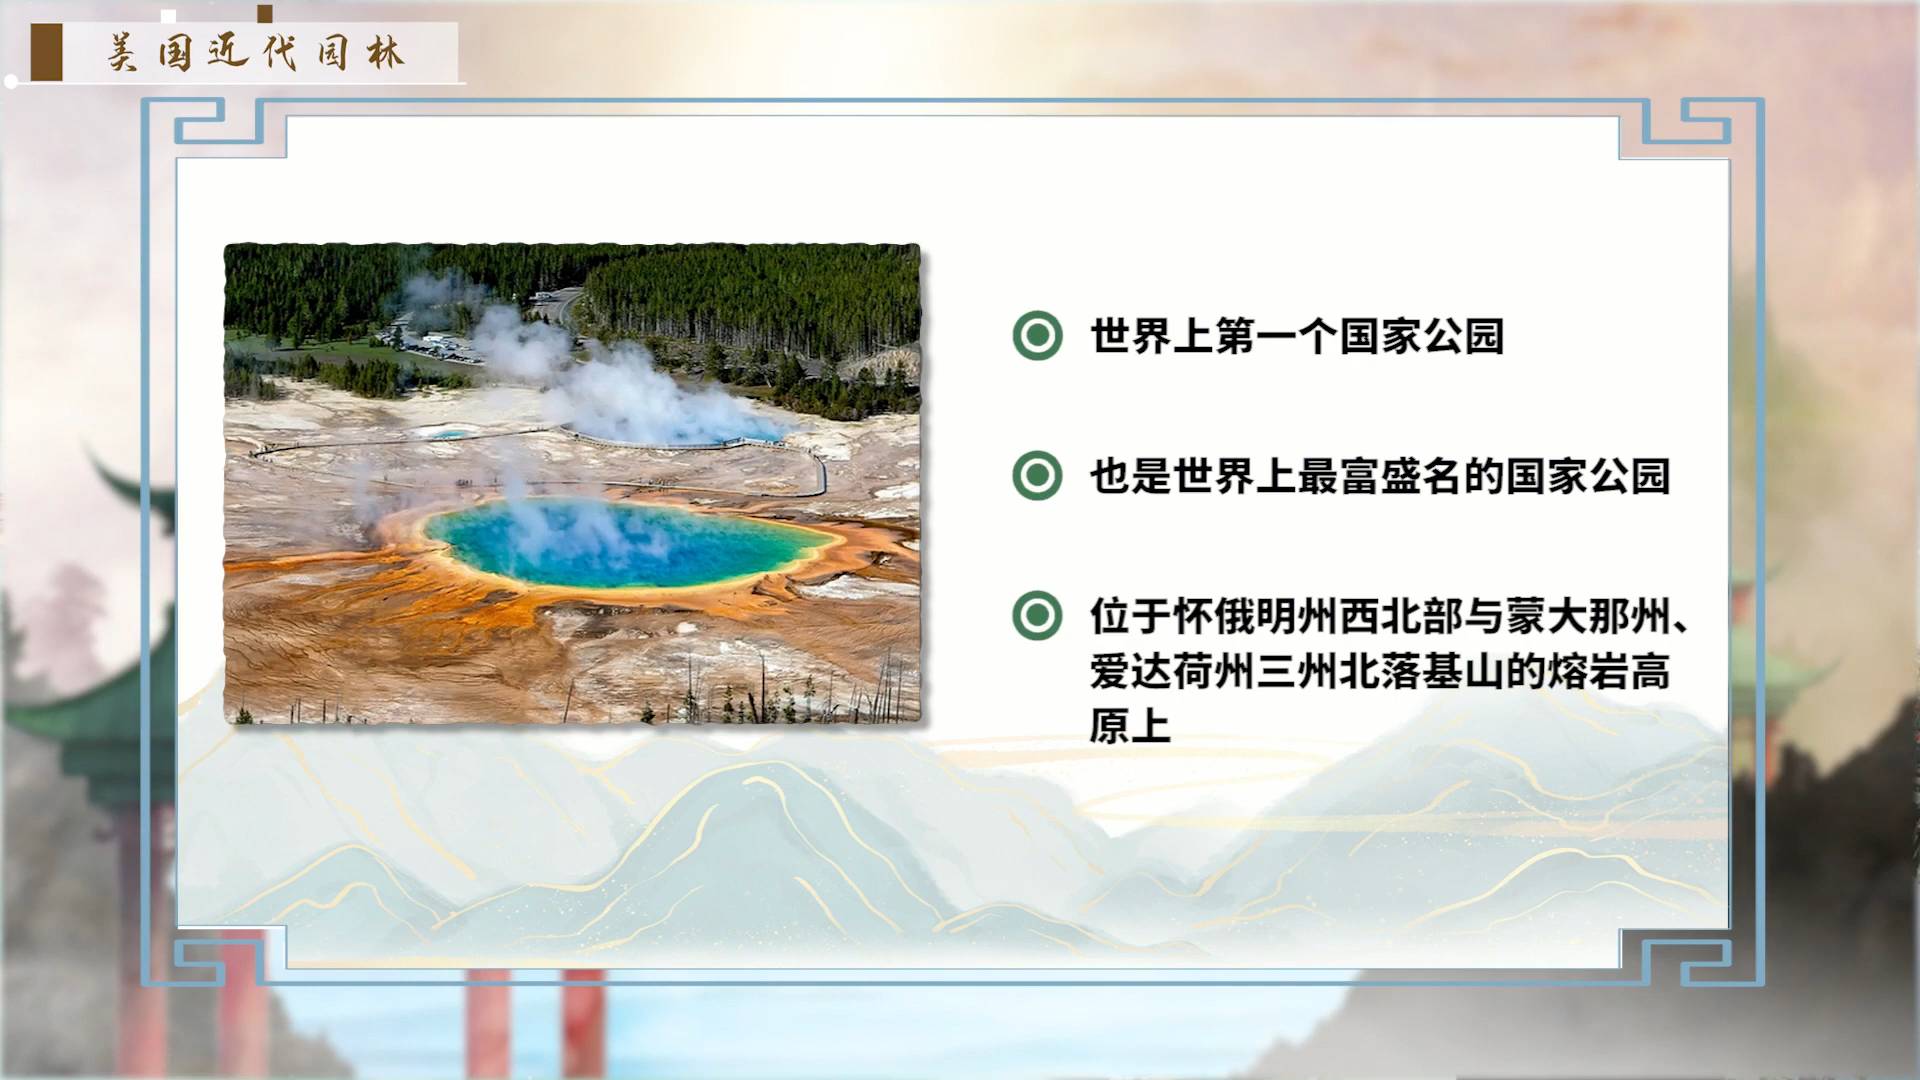 美国近代园林
世界上第一个国家公园
也是世界上最富盛名的国家公园
位于怀俄明州西北部与蒙大那州、
爱达荷州三州北落基山的熔岩高
原上